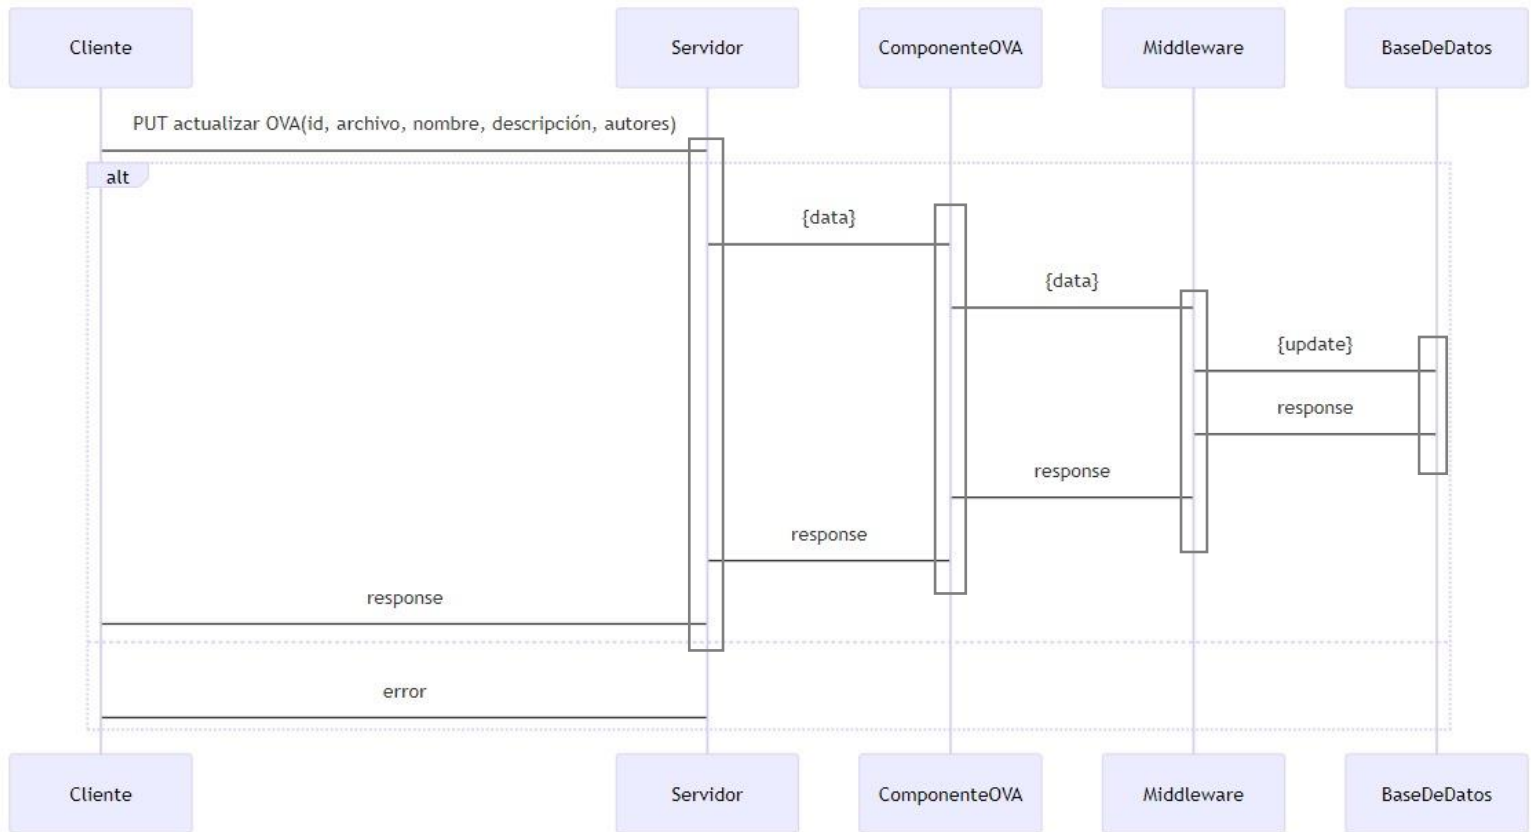 Cliente
Servidor
ComponenteOVA
Middleware
BaseDeDatos
PUT actualizar OVA(id, archivo, nombre, descripción, autores)
alt
{data}
{data}
{update}
response
response
response
response
error
Cliente
Servidor
ComponenteOVA
Middleware
BaseDeDatos